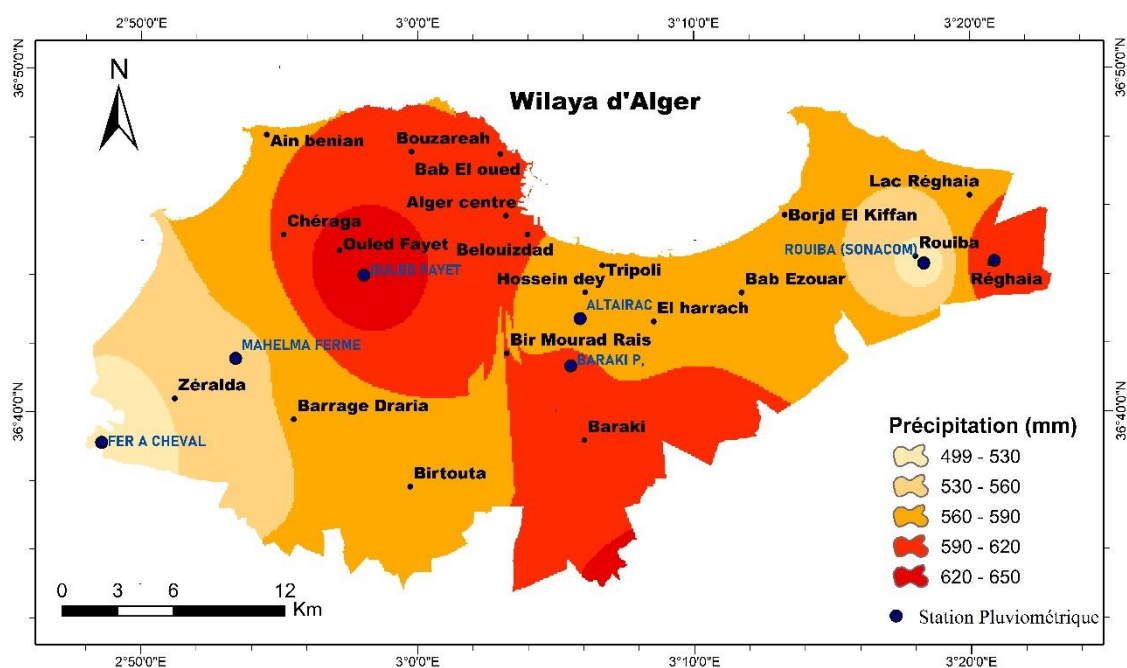 2°50'0"E 3°0'0"E 3°10'0"E 3°20'0"E
36°50'0"N 36°50'0"N
N
Wilaya d'Alger
Ain benian
Bouzareah
Bab El oued
Lac Réghaia
Alger centre
Chéraga
Borjd El Kiffan
Ouled Fayet
Belouizdad
ROUIBA (SONACOM)
Rouiba
OULED FAYET
Hossein dey
Tripoli
Bab Ezouar
Réghaia
ALTAIRAC
El harrach
MAHELMA FERME
Bir Mourad Rais
BARAKI P,
Zéralda
Barrage Draria
Baraki
36°40'0"N 36°40'0"N
FER A CHEVAL
Birtouta
Précipitation (mm)
499 - 530
530 - 560
560 - 590
590 - 620
620 - 650
Station Pluviométrique
0 3 6 12
Km
2°50'0"E 3°0'0"E 3°10'0"E 3°20'0"E